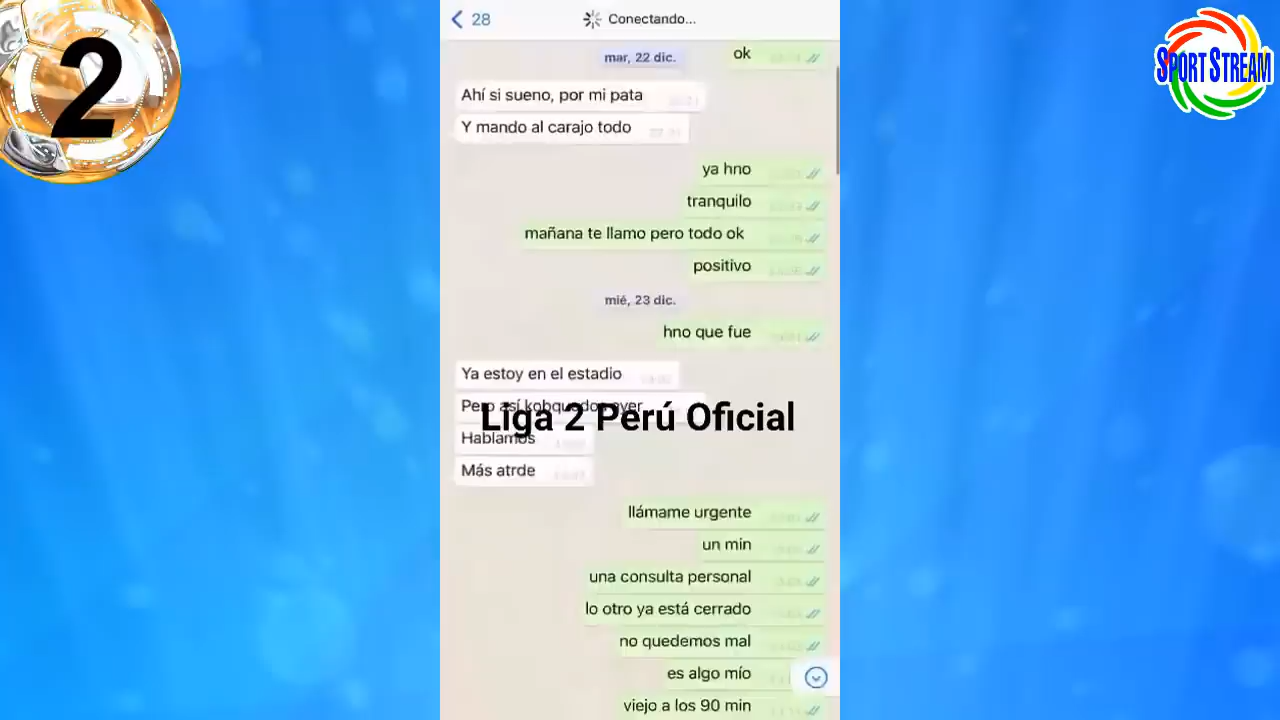 2
28
Conectando...
SPORT STREAM
mar, 22 dic.
ok
Ahí si sueno, por mi pata
Y mando al carajo todo
ya hno
tranquilo
mañana te llamo pero todo ok
positivo
mié, 23 dic.
hno que fue
Ya estoy en el estadio
Pero así
Liga 2 Perú Oficial
Hablamos
Más atrde
llámame urgente
un min
una consulta personal
lo otro ya está cerrado
no quedemos mal
es algo mío
viejo a los 90 min